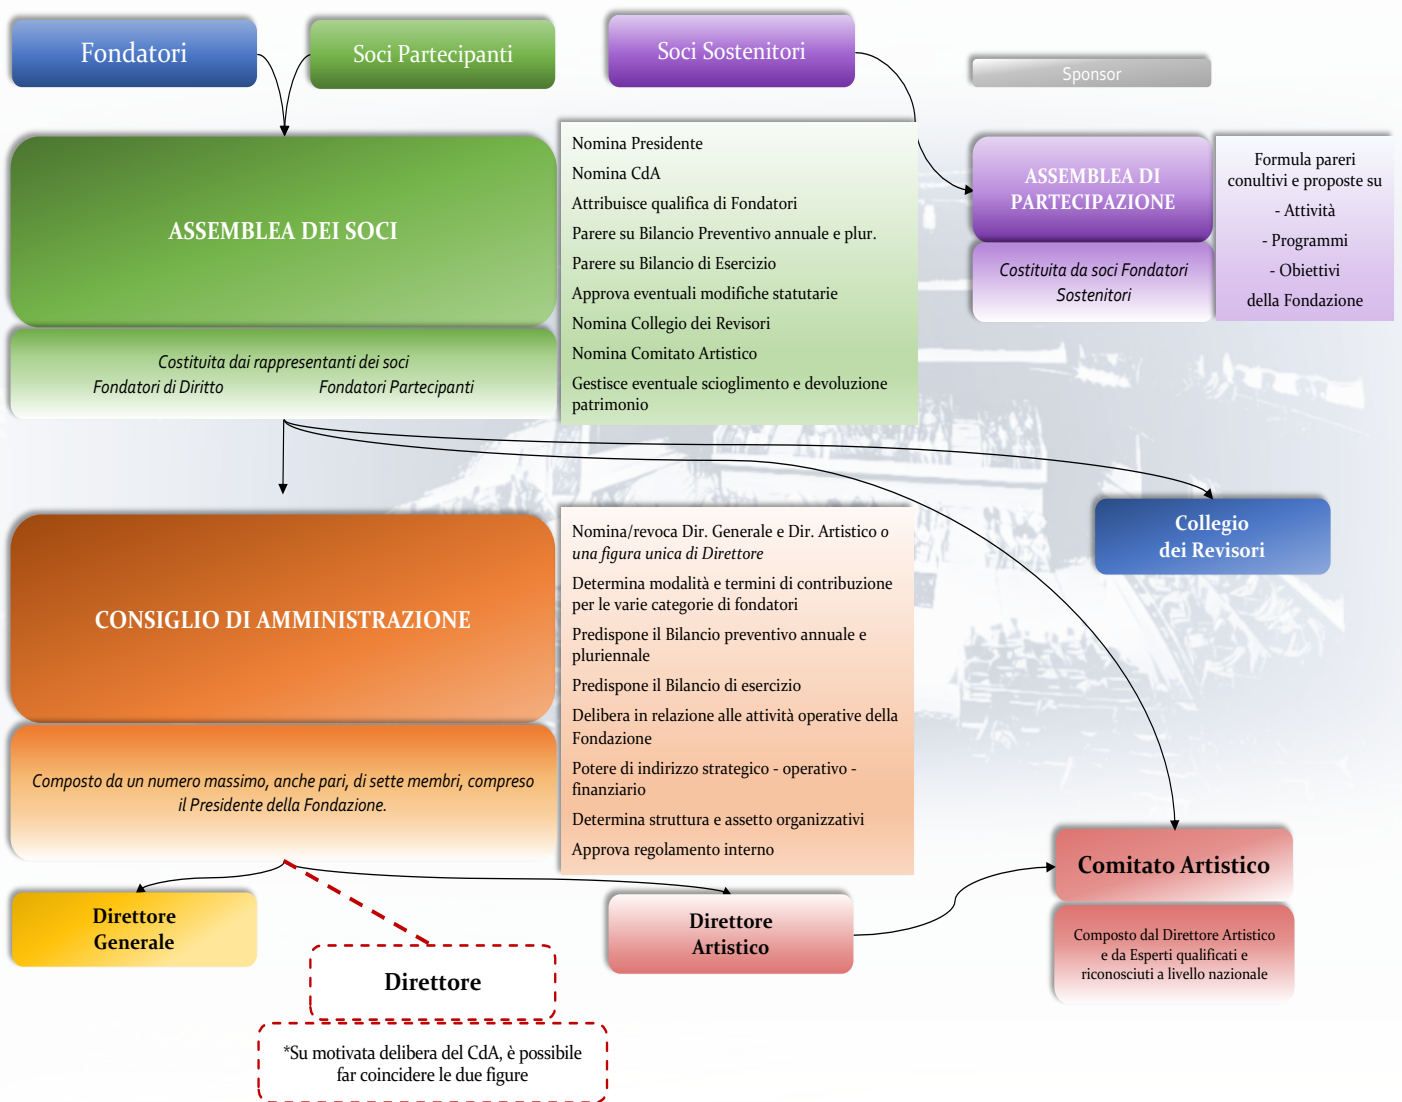 Fondatori
Soci Partecipanti
Soci Sostenitori
Sponsor
ASSEMBLEA DEI SOCI
Costituita dai rappresentanti dei soci
Fondatori di Diritto Fondatori Partecipanti
Nomina Presidente
Nomina CdA
Attribuisce qualifica di Fondatori
Parere su Bilancio Preventivo annuale e plur.
Parere su Bilancio di Esercizio
Approva eventuali modifiche statutarie
Nomina Collegio dei Revisori
Nomina Comitato Artistico
Gestisce eventuale scioglimento e devoluzione
patrimonio
ASSEMBLEA DI
PARTECIPAZIONE
Costituita da soci Fondatori
Sostenitori
Formula pareri
conultivi e proposte su
- Attività
- Programmi
- Obiettivi
della Fondazione
Collegio
dei Revisori
CONSIGLIO DI AMMINISTRAZIONE
Composto da un numero massimo, anche pari, di sette membri, compreso
il Presidente della Fondazione.
Nomina/revoca Dir. Generale e Dir. Artistico o
una figura unica di Direttore
Determina modalità e termini di contribuzione
per le varie categorie di fondatori
Predispone il Bilancio preventivo annuale e
pluriennale
Predispone il Bilancio di esercizio
Delibera in relazione alle attività operative della
Fondazione
Potere di indirizzo strategico - operativo -
finanziario
Determina struttura e assetto organizzativi
Approva regolamento interno
Direttore
Generale
Direttore
*Su motivata delibera del CdA, è possibile
far coincidere le due figure
Direttore
Artistico
Comitato Artistico
Composto dal Direttore Artistico
e da Esperti qualificati e
riconosciuti a livello nazionale